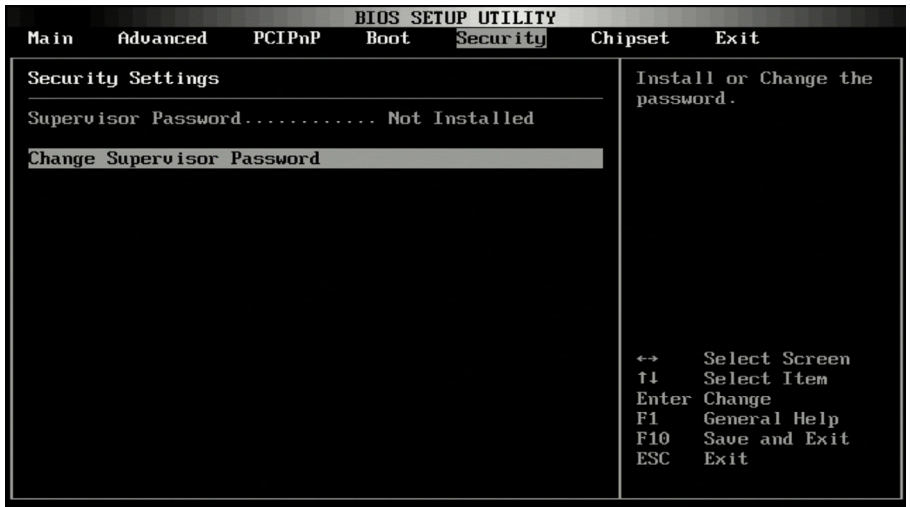 BIOS SETUP UTILITY
Main Advanced PCIPnP Boot Security Chipset Exit
Security Settings
Supervisor Password............ Not Installed
Change Supervisor Password
Install or Change the
password.
←→ Select Screen
↑↓ Select Item
Enter Change
F1 General Help
F10 Save and Exit
ESC Exit